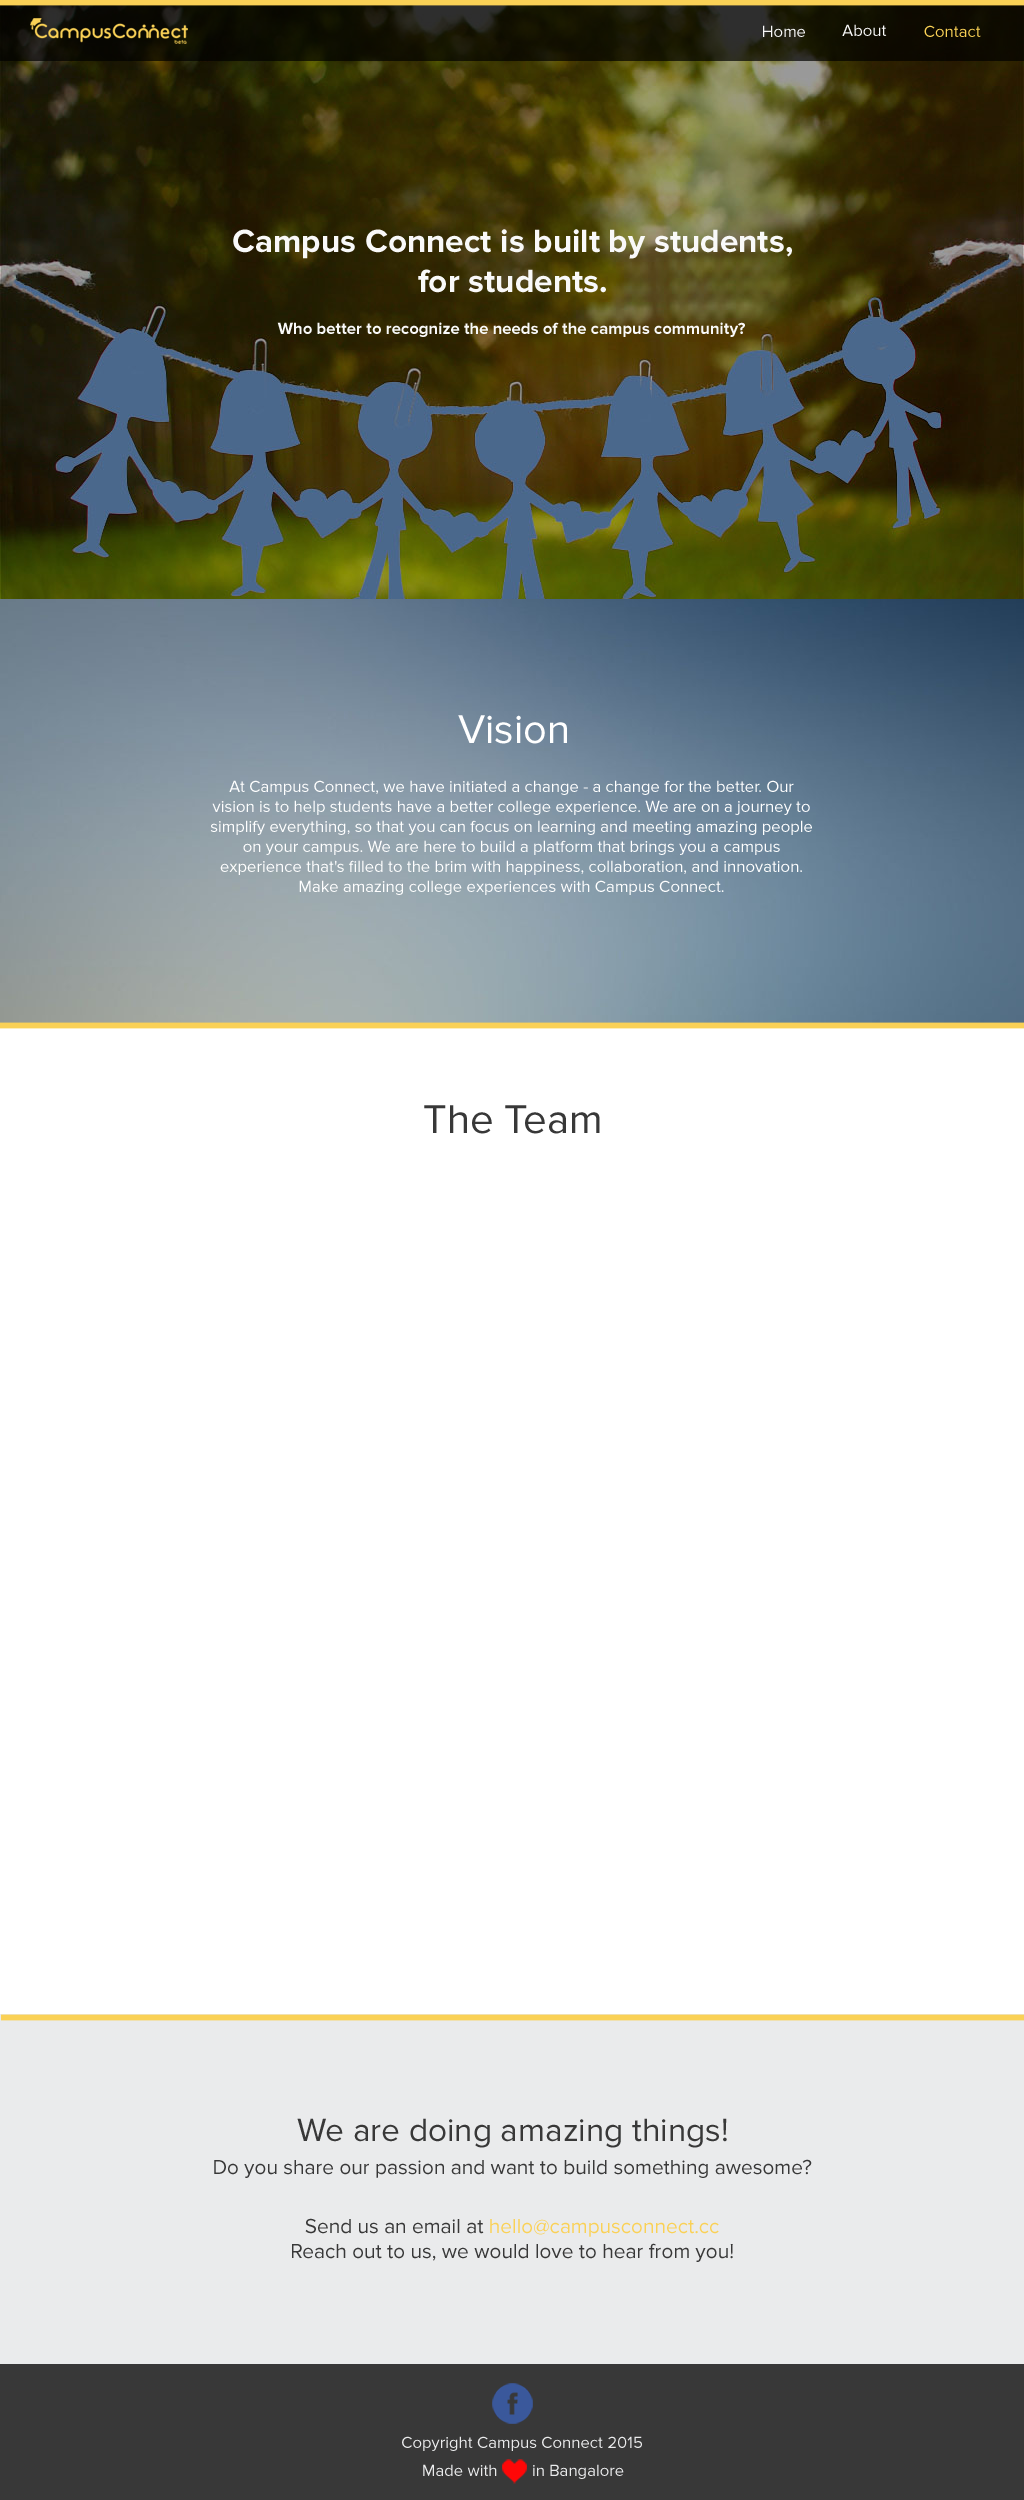 CampusConnect
beta
Home
About
Contact
Campus Connect is built by students,
for students.
Who better to recognize the needs of the campus community?
Vision
At Campus Connect, we have initiated a change - a change for the better. Our
vision is to help students have a better college experience. We are on a journey to
simplify everything, so that you can focus on learning and meeting amazing people
on your campus. We are here to build a platform that brings you a campus
experience that's filled to the brim with happiness, collaboration, and innovation.
Make amazing college experiences with Campus Connect.
The Team
We are doing amazing things!
Do you share our passion and want to build something awesome?
Send us an email at hello@campusconnect.cc
Reach out to us, we would love to hear from you!
Copyright Campus Connect 2015
Made with in Bangalore